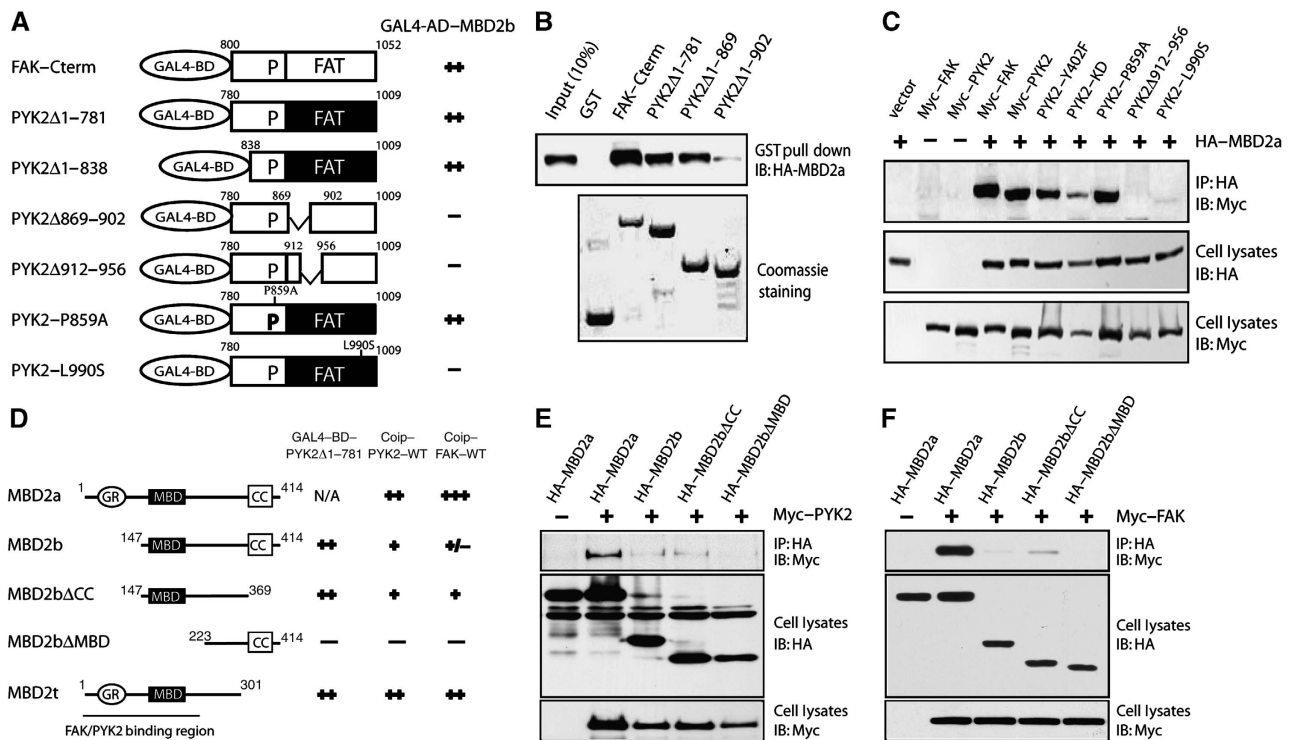 A
GAL4-AD–MBD2b
FAK–Cterm
GAL4-BD
800
1052
P
FAT
++
PYK2Δ1–781
GAL4-BD
780
1009
P
FAT
++
PYK2Δ1–838
GAL4-BD
838
1009
P
FAT
++
PYK2Δ869–902
GAL4-BD
780
869
902
1009
P
–
PYK2Δ912–956
GAL4-BD
780
912
956
1009
P
–
PYK2–P859A
GAL4-BD
780
P859A
1009
P
FAT
++
PYK2–L990S
GAL4-BD
780
L990S
1009
P
FAT
–
B
Input (10%)
GST
FAK–Cterm
PYK2Δ1–781
PYK2Δ1–869
PYK2Δ1–902
GST pull down
IB: HA-MBD2a
Coomassie
staining
C
vector
Myc–FAK
Myc–PYK2
Myc–FAK
Myc–PYK2
PYK2–Y402F
PYK2–KD
PYK2–P859A
PYK2Δ912–956
PYK2–L990S
+ – – + + + + + + + HA–MBD2a
IP: HA
IB: Myc
Cell lysates
IB: HA
Cell lysates
IB: Myc
D
GAL4–BD–
PYK2Δ1–781
Coip–
PYK2–WT
Coip–
FAK–WT
MBD2a
1
GR
MBD
CC
414
N/A
++
+++
MBD2b
147
MBD
CC
414
++
+
+/–
MBD2bΔCC
147
MBD
369
++
+
+
MBD2bΔMBD
223
CC
414
–
–
–
MBD2t
1
GR
MBD
301
++
++
++
FAK/PYK2 binding region
E
HA–MBD2a
HA–MBD2a
HA–MBD2b
HA–MBD2bΔCC
HA–MBD2bΔMBD
– + + + + Myc–PYK2
IP: HA
IB: Myc
Cell lysates
IB: HA
Cell lysates
IB: Myc
F
HA–MBD2a
HA–MBD2a
HA–MBD2b
HA–MBD2bΔCC
HA–MBD2bΔMBD
– + + + + Myc–FAK
IP: HA
IB: Myc
Cell lysates
IB: HA
Cell lysates
IB: Myc